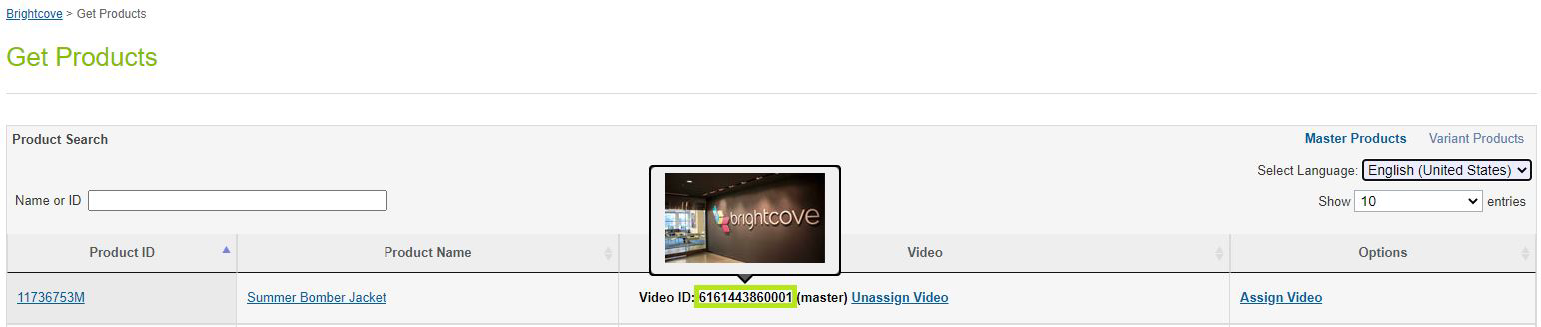 Brightcove > Get Products
Get Products
Product Search
Master Products Variant Products
Select Language: English (United States)
Name or ID
Show 10 entries
brightcove
Product ID Product Name Video Options
11736753M Summer Bomber Jacket Video ID: 6161443860001 (master) Unassign Video Assign Video